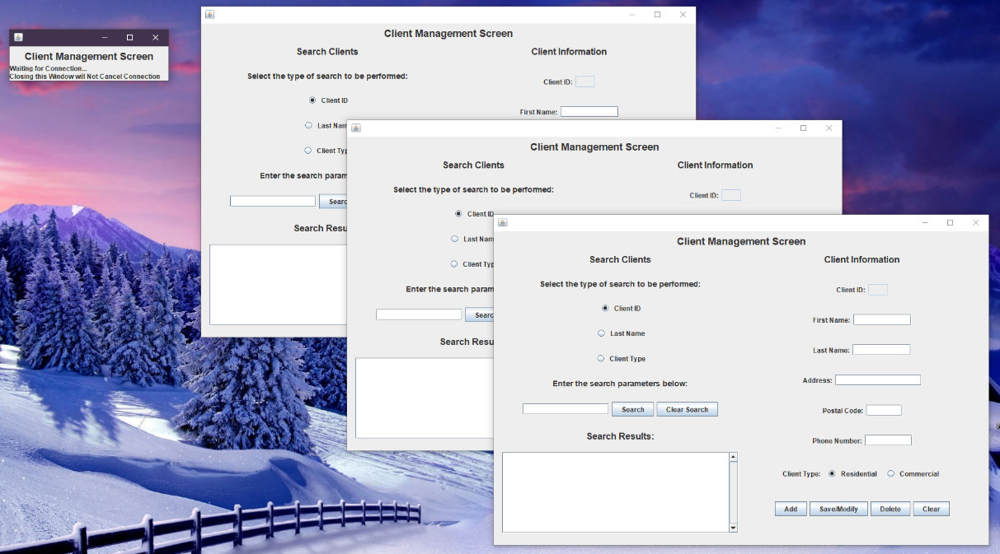 Client Management Screen
Waiting for Connection...
Closing this Window will Not Cancel Connection
Client Management Screen
Search Clients
Client Information
Select the type of search to be performed:
Client ID:
Client ID
First Name:
Last Nam
Client Typ
Enter the search param
Searc
Search Resu
Client Management Screen
Search Clients
Client Information
Select the type of search to be performed:
Client ID:
Client ID
Last Nam
Client Typ
Enter the search param
Searc
Search Resu
Client Management Screen
Search Clients
Client Information
Select the type of search to be performed:
Client ID:
Client ID
First Name:
Last Name
Last Name:
Client Type
Address:
Enter the search parameters below:
Search
Clear Search
Postal Code:
Search Results:
Phone Number:
Client Type: Residential Commercial
Add Save/Modify Delete Clear